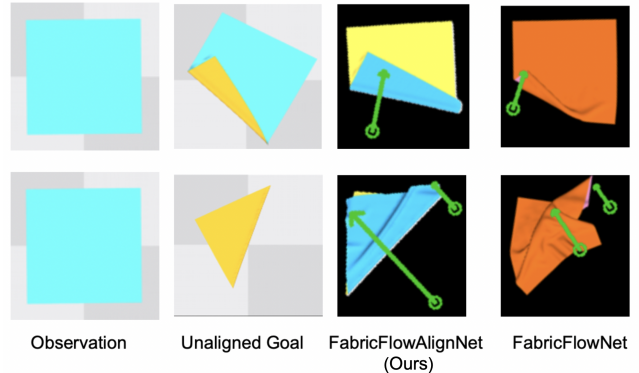 Observation
Unaligned Goal
FabricFlowAlignNet
(Ours)
FabricFlowNet